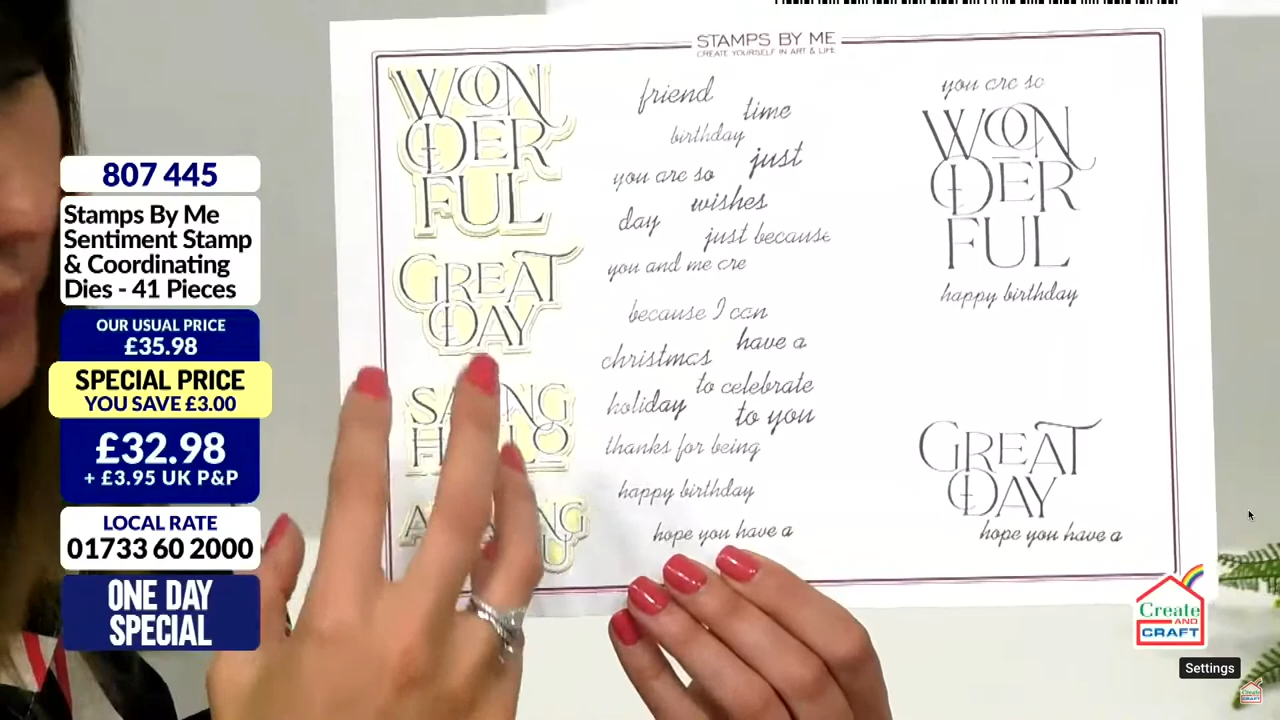 807 445
Stamps By Me
Sentiment Stamp
& Coordinating
Dies - 41 Pieces
OUR USUAL PRICE
£35.98
SPECIAL PRICE
YOU SAVE £3.00
£32.98
+ £3.95 UK P&P
LOCAL RATE
01733 60 2000
ONE DAY
SPECIAL
STAMPS BY ME
CREATE YOURSELF IN ART & LIFE
WON
DER
FUL
GREAT
DAY
friend
time
birthday
just
you are so
wishes
day
just because
you and me are
because I can
have a
christmas
to celebrate
holiday
to you
thanks for being
happy birthday
hope you have a
you are so
WON
DER
FUL
happy birthday
GREAT
DAY
hope you have a
Create
AND
CRAFT
Settings